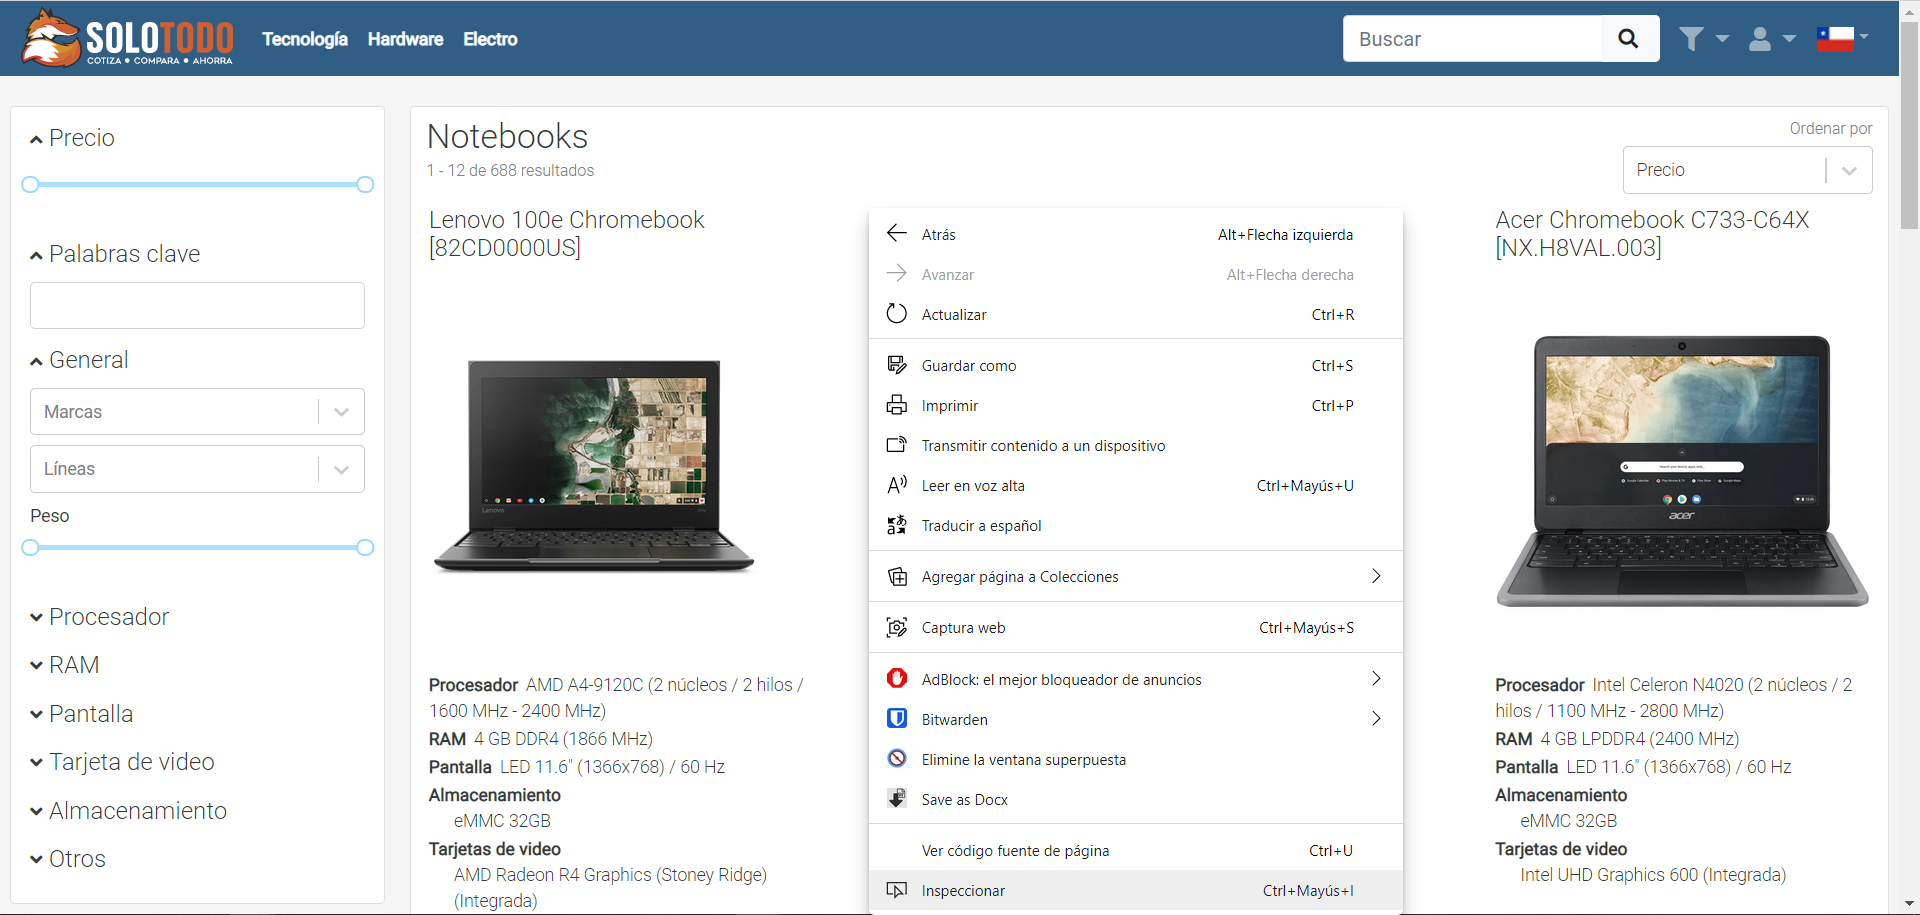 SOLOTODO
COTIZA • COMPARA • AHORRA
Tecnología Hardware Electro
Buscar
Precio
Palabras clave
General
Marcas
Líneas
Peso
Procesador
RAM
Pantalla
Tarjeta de video
Almacenamiento
Otros
Notebooks
1 - 12 de 688 resultados
Ordenar por
Precio
Lenovo 100e Chromebook
[82CD0000US]
Lenovo
Procesador AMD A4-9120C (2 núcleos / 2 hilos /
1600 MHz - 2400 MHz)
RAM 4 GB DDR4 (1866 MHz)
Pantalla LED 11.6" (1366x768) / 60 Hz
Almacenamiento
eMMC 32GB
Tarjetas de video
AMD Radeon R4 Graphics (Stoney Ridge)
(Integrada)
Atrás Alt+Flecha izquierda
Avanzar Alt+Flecha derecha
Actualizar Ctrl+R
Guardar como Ctrl+S
Imprimir Ctrl+P
Transmitir contenido a un dispositivo
Leer en voz alta Ctrl+Mayús+U
Traducir a español
Agregar página a Colecciones
Captura web Ctrl+Mayús+S
AdBlock: el mejor bloqueador de anuncios
Bitwarden
Elimine la ventana superpuesta
Save as Docx
Ver código fuente de página Ctrl+U
Inspeccionar Ctrl+Mayús+I
Acer Chromebook C733-C64X
[NX.H8VAL.003]
acer
Procesador Intel Celeron N4020 (2 núcleos / 2
hilos / 1100 MHz - 2800 MHz)
RAM 4 GB LPDDR4 (2400 MHz)
Pantalla LED 11.6" (1366x768) / 60 Hz
Almacenamiento
eMMC 32GB
Tarjetas de video
Intel UHD Graphics 600 (Integrada)